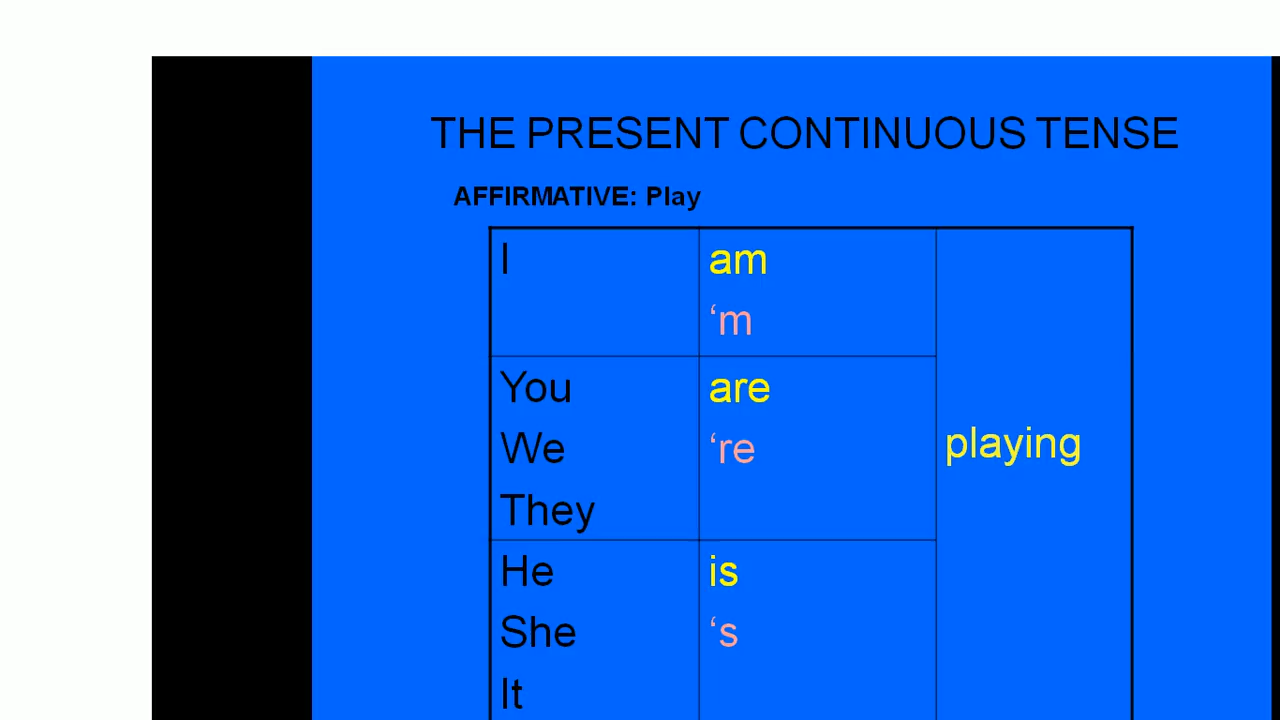 THE PRESENT CONTINUOUS TENSE
AFFIRMATIVE: Play
I am
‘m
You are
We ‘re playing
They
He is
She ‘s
It